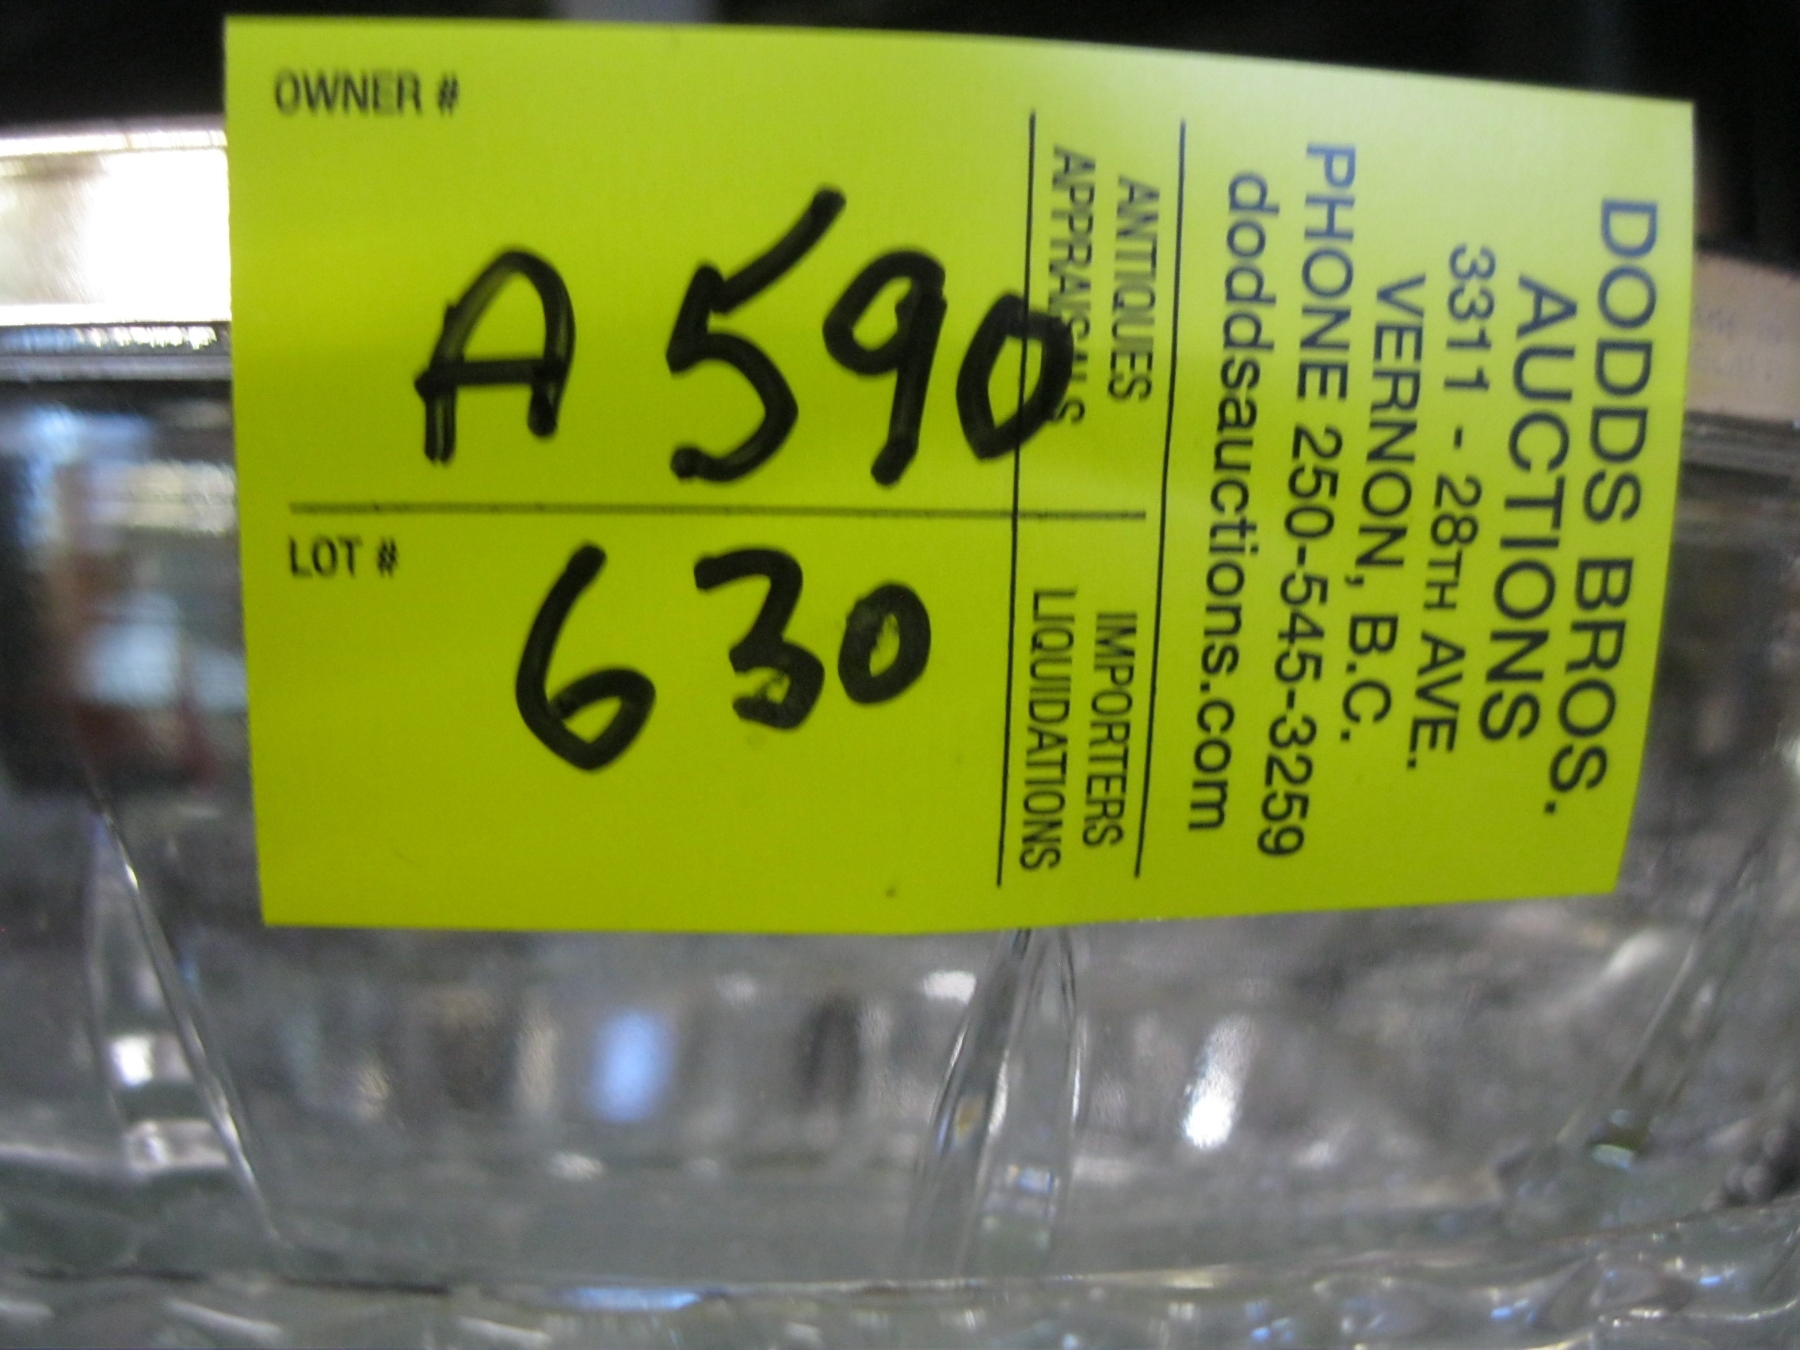 DODDS BROS.
AUCTIONS
3311 - 28TH AVE.
VERNON, B.C.
PHONE 250-545-3259
doddsauctions.com
ANTIQUES IMPORTERS
APPRAISALS LIQUIDATIONS
OWNER #
A 590
LOT #
630